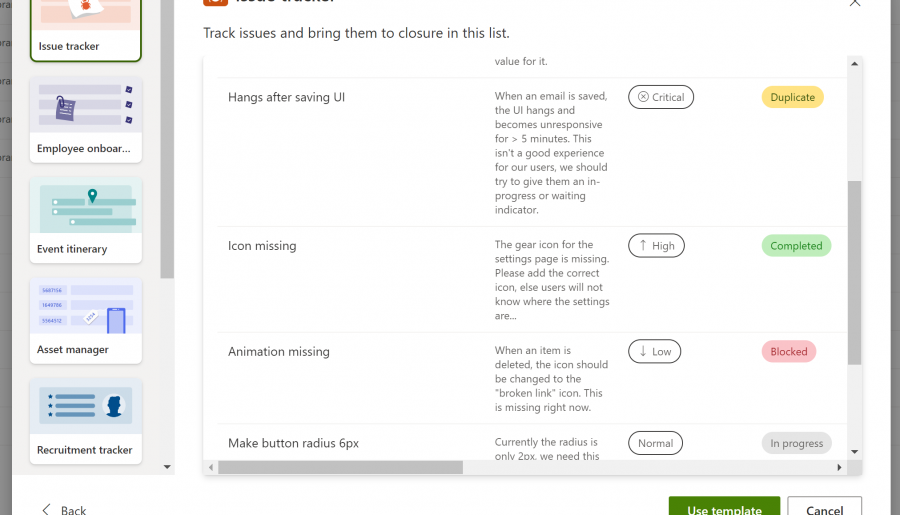 Issue tracker
Track issues and bring them to closure in this list.
Issue tracker
Employee onboar...
Event itinerary
5687156
1649786
5564512
3254
Asset manager
Recruitment tracker
value for it.
Hangs after saving UI
When an email is saved,
the UI hangs and
becomes unresponsive
for > 5 minutes. This
isn't a good experience
for our users, we should
try to give them an in-
progress or waiting
indicator.
Critical
Duplicate
Icon missing
The gear icon for the
settings page is missing.
Please add the correct
icon, else users will not
know where the settings
are...
High
Completed
Animation missing
When an item is
deleted, the icon should
be changed to the
"broken link" icon. This
is missing right now.
Low
Blocked
Make button radius 6px
Currently the radius is
only 2px, we need this
Normal
In progress
Back
Use template
Cancel